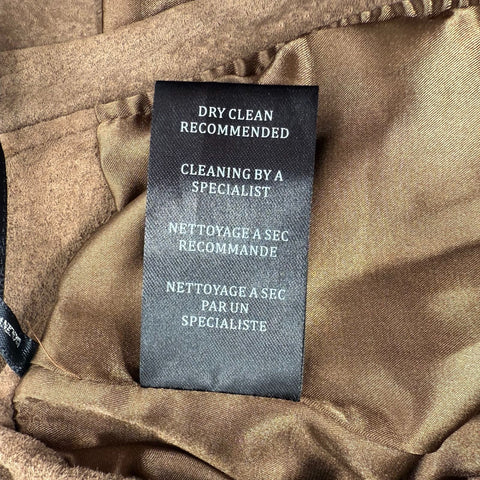 DRY CLEAN
RECOMMENDED
CLEANING BY A
SPECIALIST
NETTOYAGE A SEC
RECOMMANDE
NETTOYAGE A SEC
PAR UN
SPECIALISTE